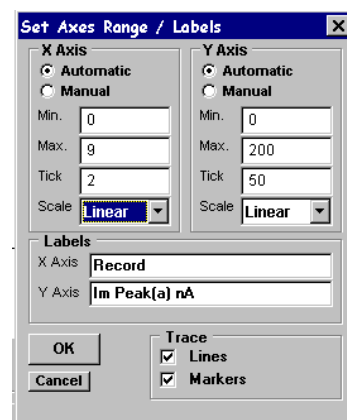 Set Axes Range / Labels
X Axis
Automatic
Manual
Min. 0
Max. 9
Tick 2
Scale Linear
Y Axis
Automatic
Manual
Min. 0
Max. 200
Tick 50
Scale Linear
Labels
X Axis Record
Y Axis Im Peak(a) nA
OK
Cancel
Trace
Lines
Markers